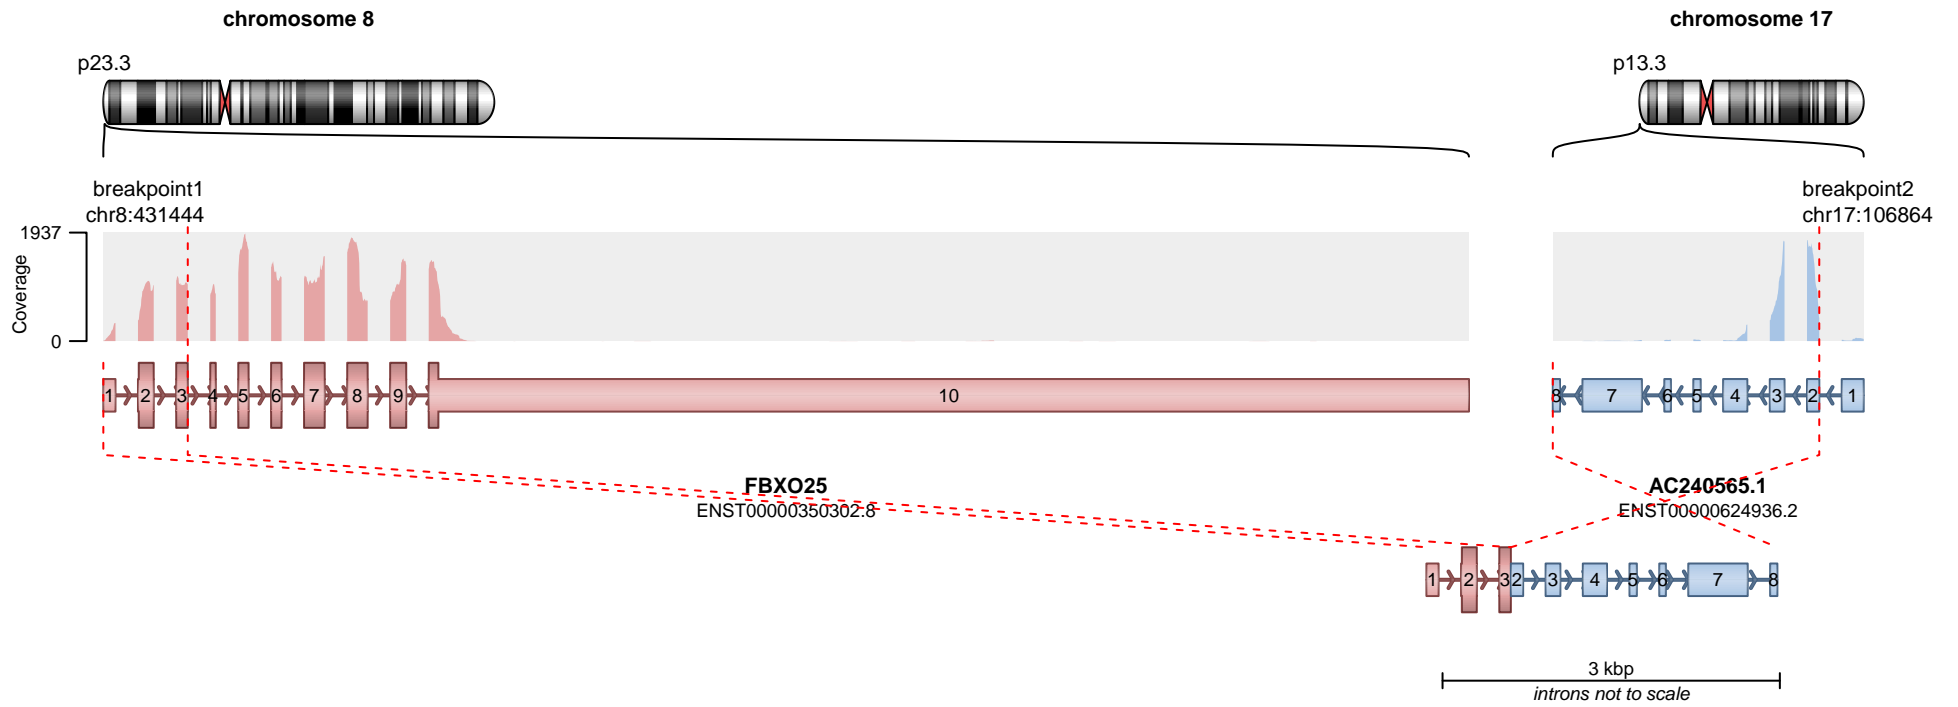 chromosome 8
chromosome 17
p23.3
p13.3
breakpoint1
chr8:431444
breakpoint2
chr17:106864
1937
Coverage
0
1 2 3 4 5 6 7 8 9 10
8 7 6 5 4 3 2 1
FBXO25
ENST00000350302.8
AC240565.1
ENST00000624936.2
1 2 3 2 3 4 5 6 7 8
3 kbp
introns not to scale